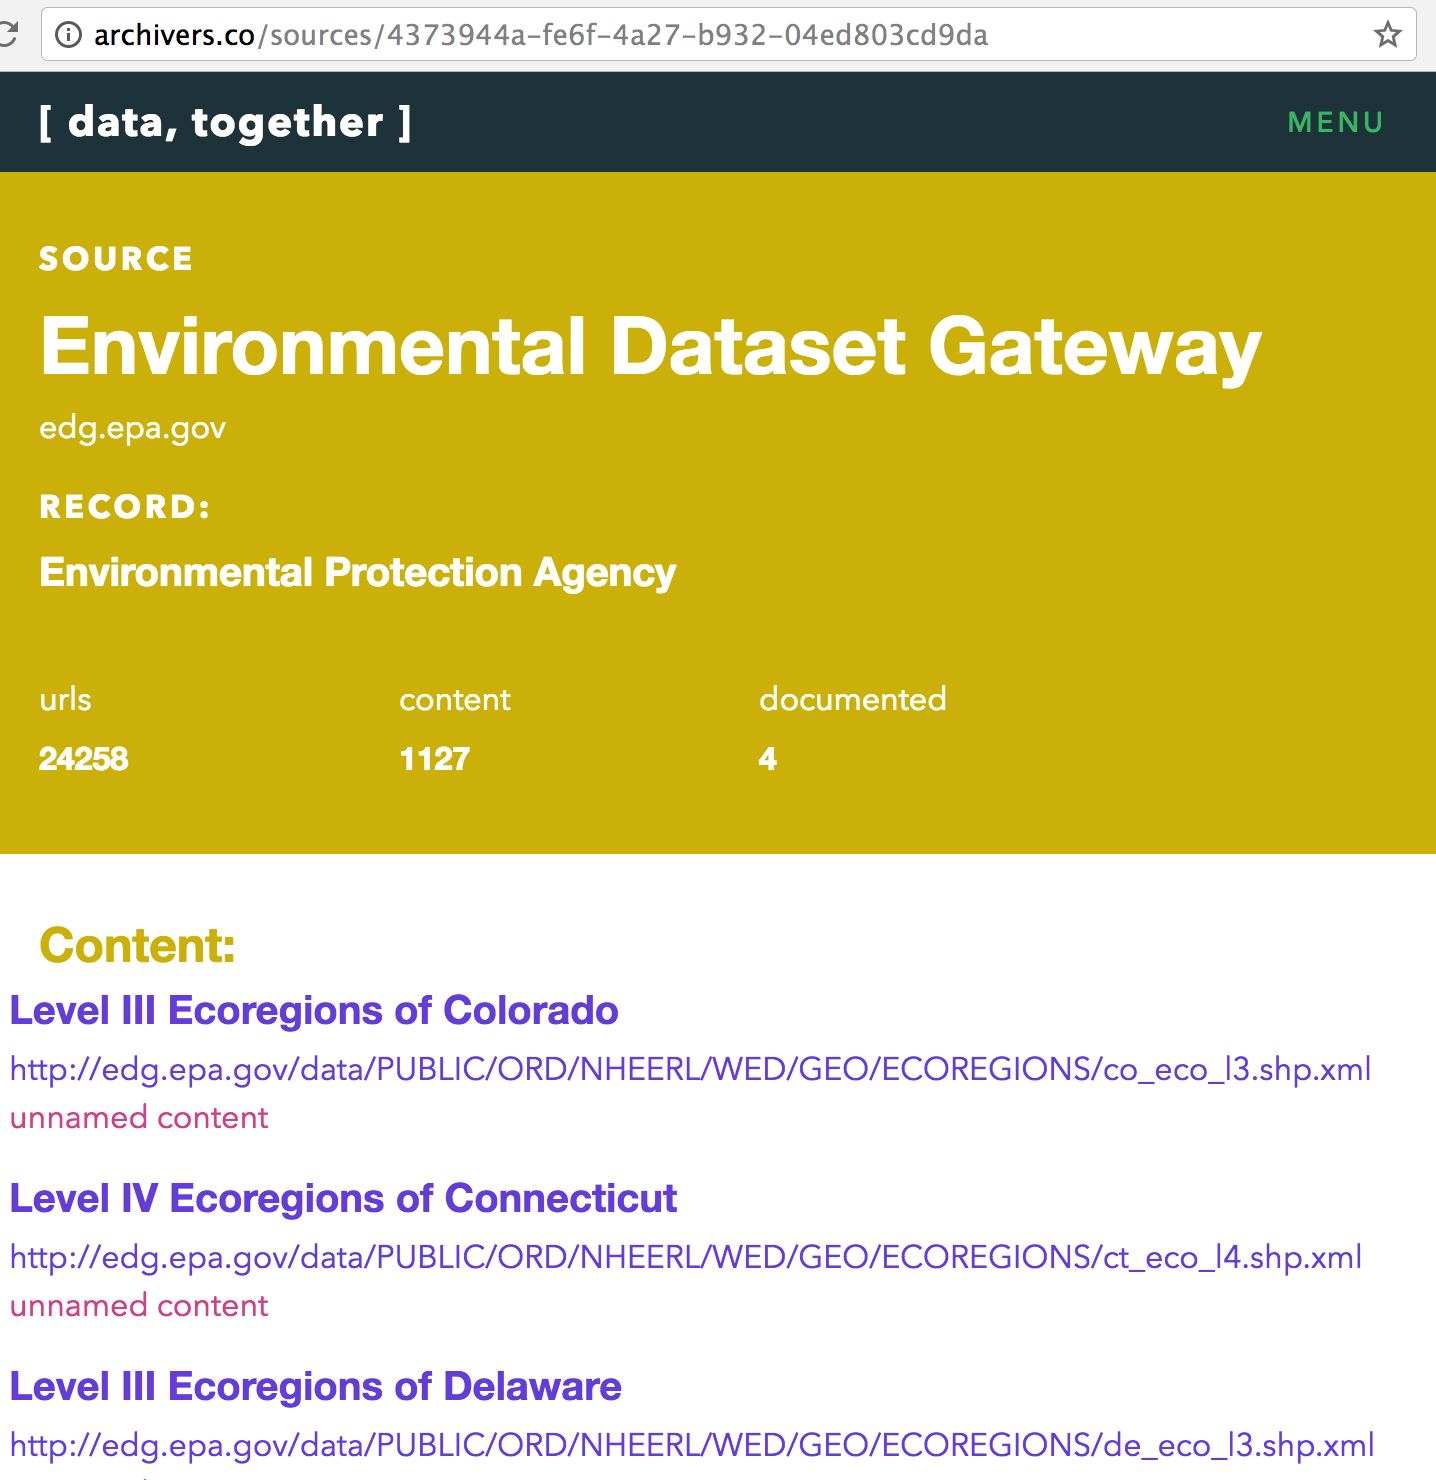 archivers.co/sources/4373944a-fe6f-4a27-b932-04ed803cd9da
[ data, together ]
MENU
SOURCE
Environmental Dataset Gateway
edg.epa.gov
RECORD:
Environmental Protection Agency
urls content documented
24258 1127 4
Content:
Level III Ecoregions of Colorado
http://edg.epa.gov/data/PUBLIC/ORD/NHEERL/WED/GEO/ECOREGIONS/co_eco_l3.shp.xml
unnamed content
Level IV Ecoregions of Connecticut
http://edg.epa.gov/data/PUBLIC/ORD/NHEERL/WED/GEO/ECOREGIONS/ct_eco_l4.shp.xml
unnamed content
Level III Ecoregions of Delaware
http://edg.epa.gov/data/PUBLIC/ORD/NHEERL/WED/GEO/ECOREGIONS/de_eco_l3.shp.xml